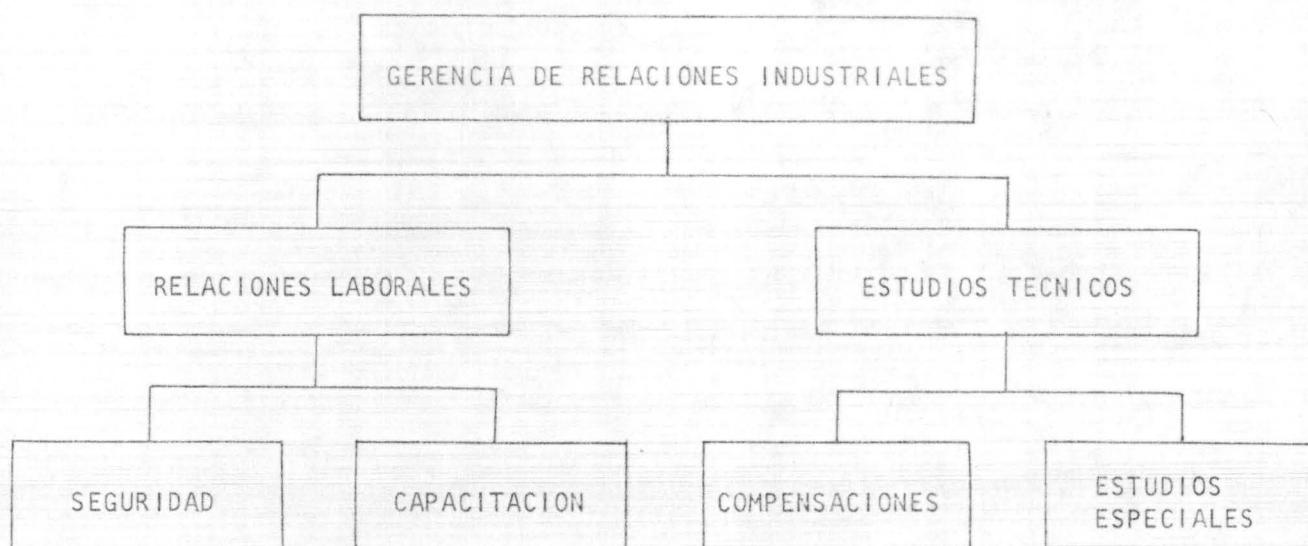 GERENCIA DE RELACIONES INDUSTRIALES
RELACIONES LABORALES
ESTUDIOS TECNICOS
SEGURIDAD
CAPACITACION
COMPENSACIONES
ESTUDIOS
ESPECIALES